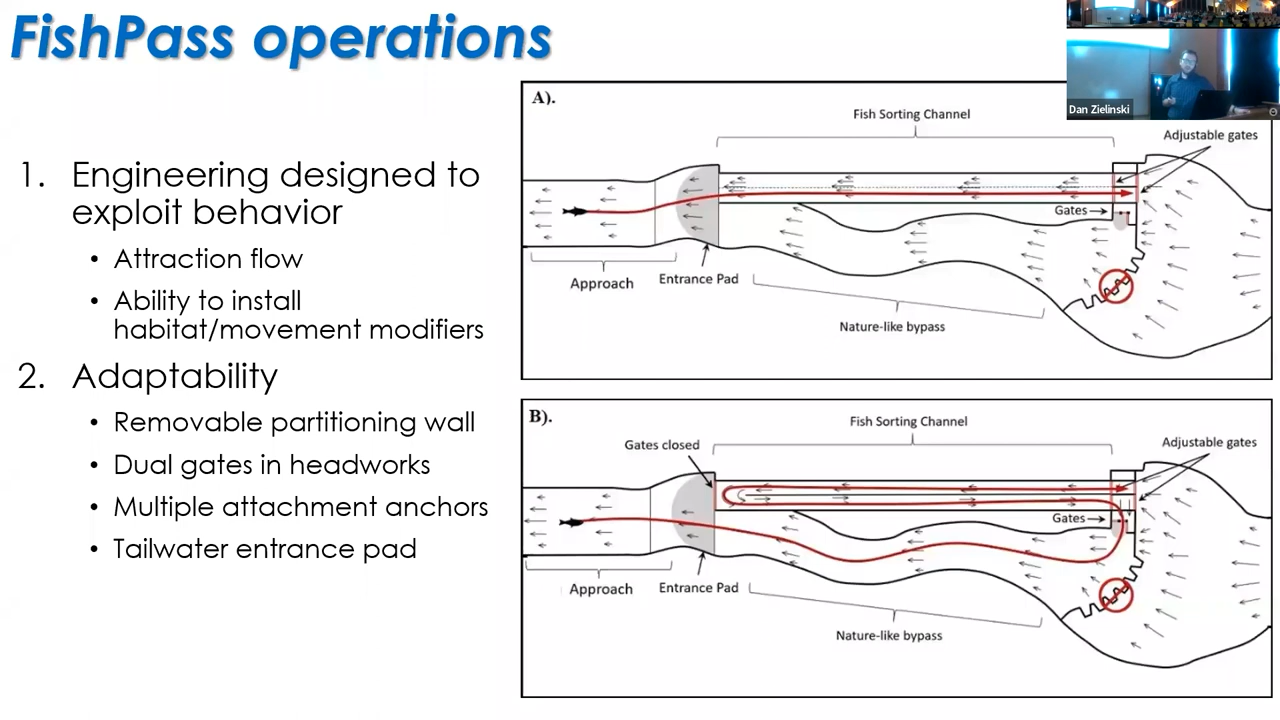 FishPass operations
1. Engineering designed to
exploit behavior
• Attraction flow
• Ability to install
habitat/movement modifiers
2. Adaptability
• Removable partitioning wall
• Dual gates in headworks
• Multiple attachment anchors
• Tailwater entrance pad
A).
Fish Sorting Channel
Adjustable gates
Gates
Approach
Entrance Pad
Nature-like bypass
B).
Fish Sorting Channel
Gates closed
Adjustable gates
Gates
Approach
Entrance Pad
Nature-like bypass
Dan Zielinski